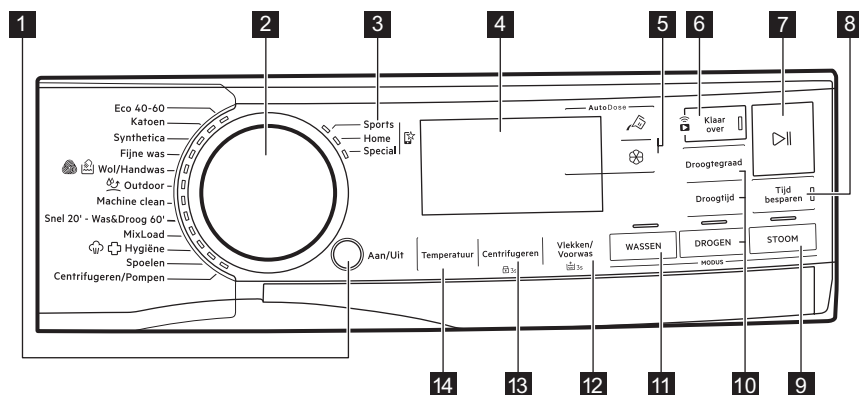 1
2
3
4
5
6
7
8
Eco 40-60
Katoen
Synthetica
Fijne was
Wol/Handwas
Outdoor
Machine clean
Snel 20' - Was&Droog 60'
MixLoad
Hygiëne
Spoelen
Centrifugeren/Pompen
Sports
Home
Special
Aan/Uit
Temperatuur
Centrifugeren
3s
Vlekken/
Voorwas
3s
AutoDose
Klaar
over
Droogtegraad
Droogtijd
Tijd
besparen
WASSEN
DROGEN
STOOM
MODUS
14
13
12
11
10
9